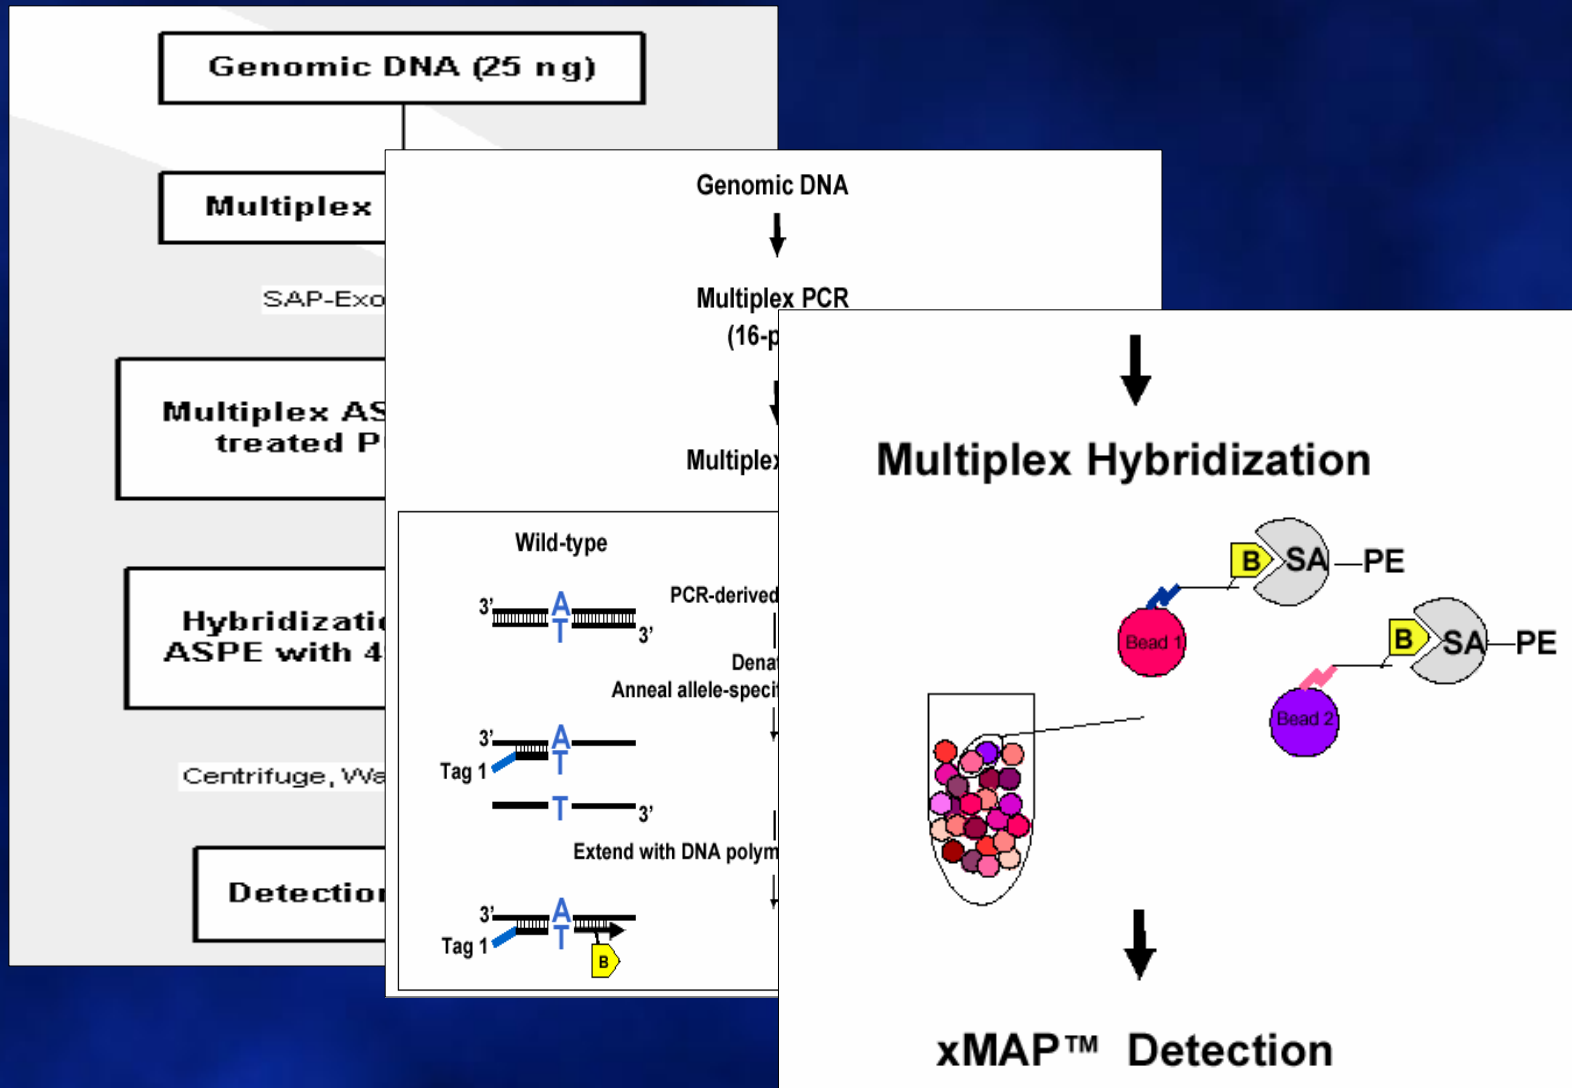 Genomic DNA (25 ng)
Multiplex
SAP-Exo
Multiplex AS
treated P
Hybridizatio
ASPE with 4
Centrifuge, Wa
Detection
Genomic DNA
Multiplex PCR
(16-p
Multiplex
Wild-type
3’
A
T
3’
PCR-derived
Denat
Anneal allele-specif
3’
A
T
Tag 1
T
3’
Extend with DNA polym
3’
A
T
Tag 1
B
Multiplex Hybridization
B SA PE
Bead 1
B SA PE
Bead 2
xMAP™ Detection